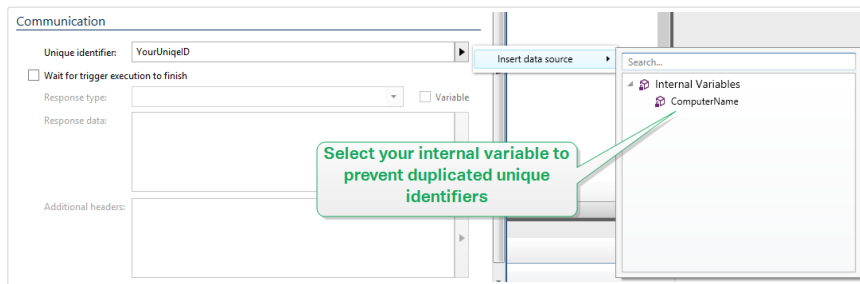 Communication
Unique identifier:
YourUniqeID
Insert data source
Search...
Wait for trigger execution to finish
Internal Variables
Response type:
Variable
ComputerName
Response data:
Select your internal variable to
prevent duplicated unique
identifiers
Additional headers: